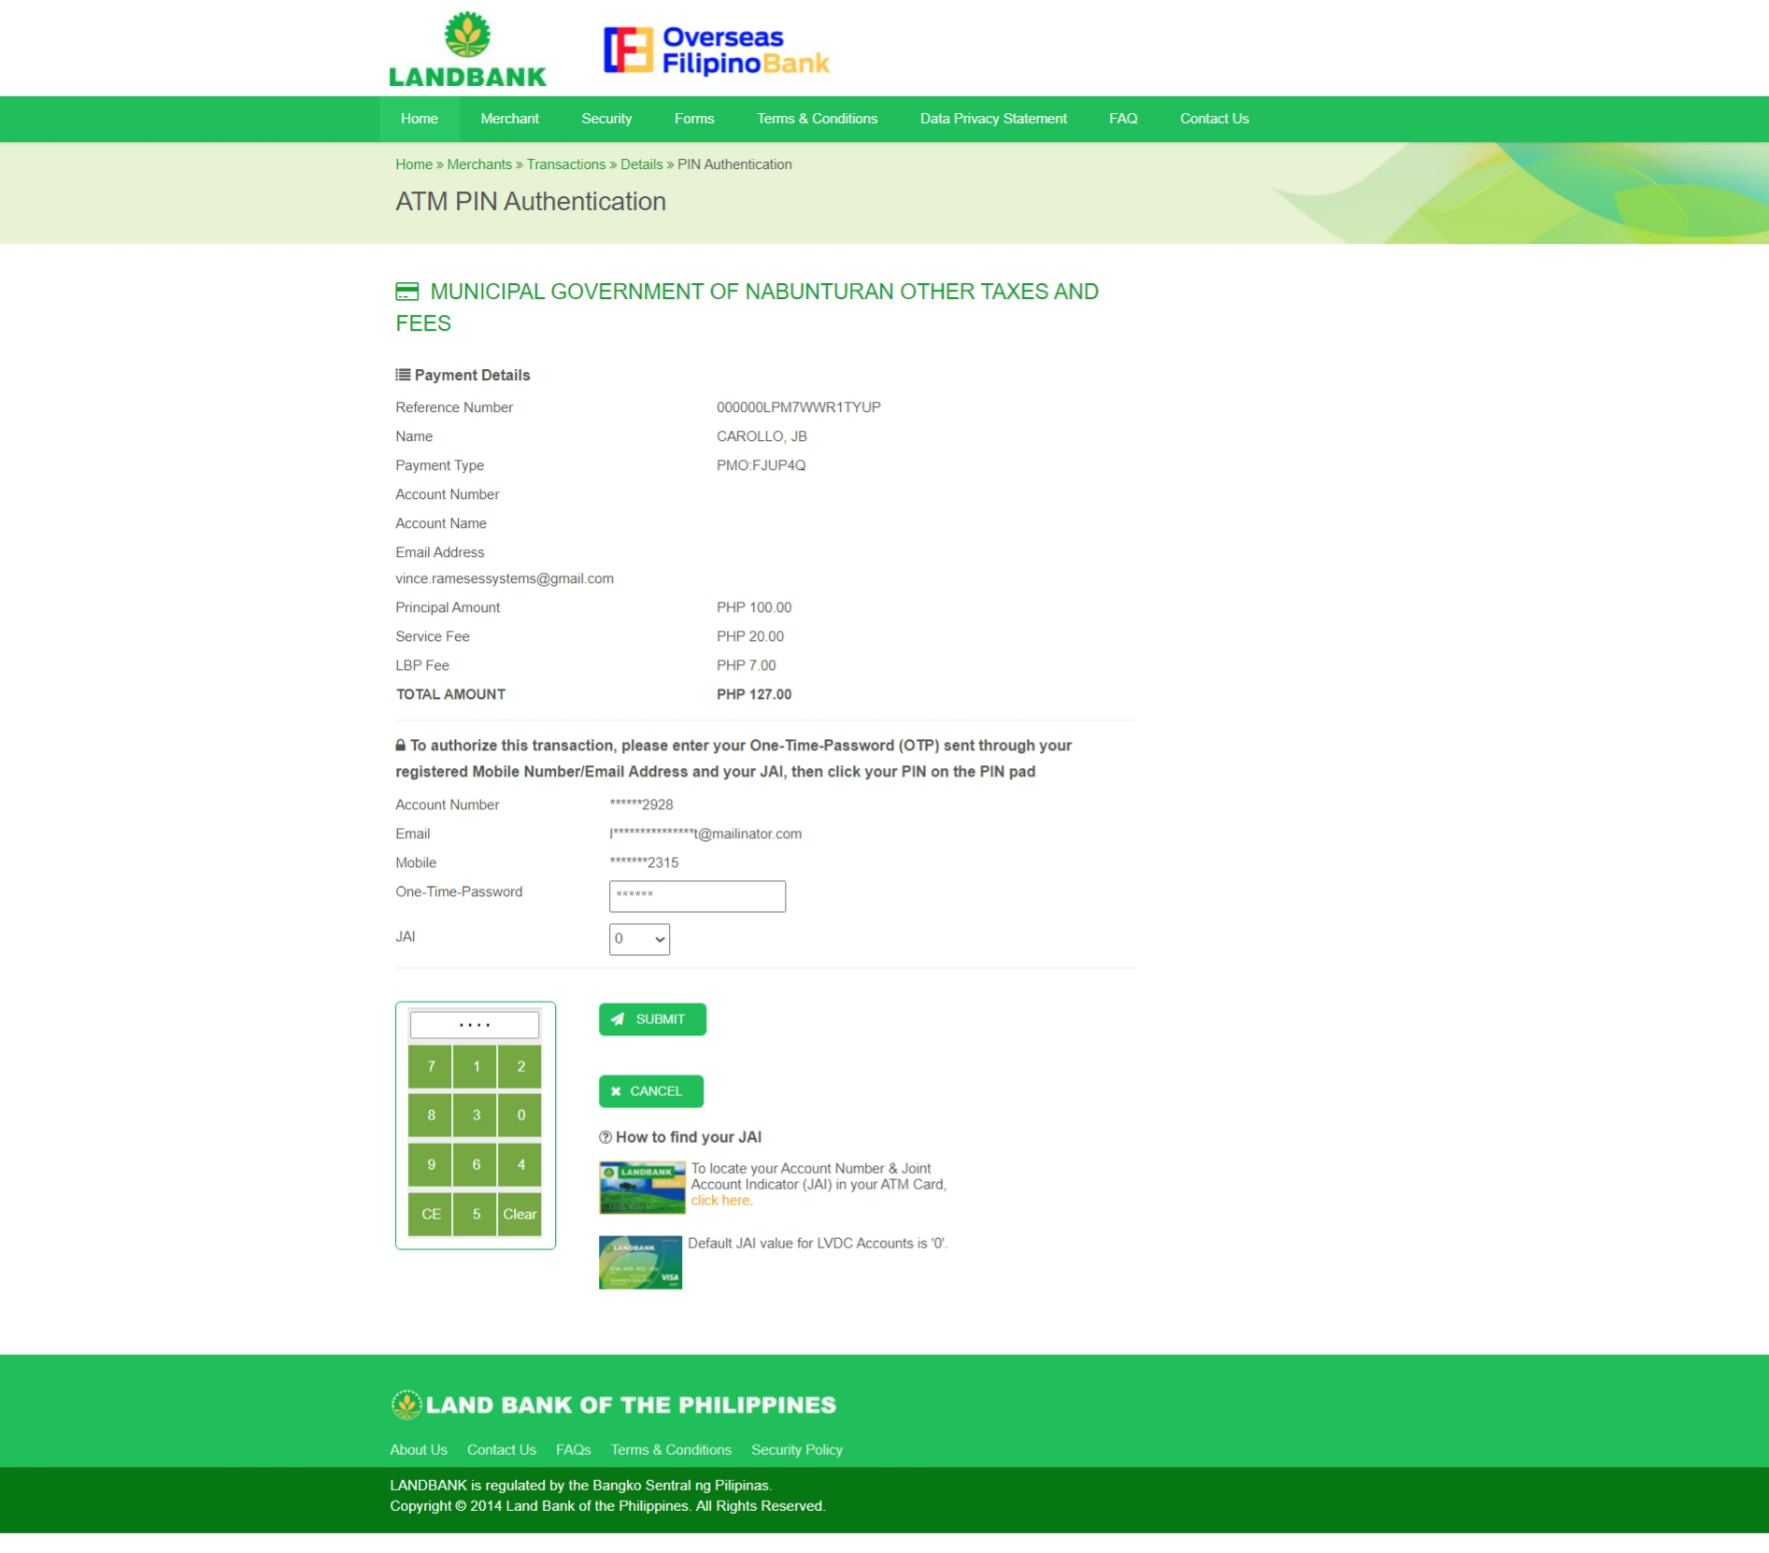 LANDBANK
Overseas
FilipinoBank
Home Merchant Security Forms Terms & Conditions Data Privacy Statement FAQ Contact Us
Home » Merchants » Transactions » Details » PIN Authentication
ATM PIN Authentication
MUNICIPAL GOVERNMENT OF NABUNTURAN OTHER TAXES AND
FEES
Payment Details
Reference Number 000000LPM7WWR1TYUP
Name CAROLLO, JB
Payment Type PMO:FJUP4Q
Account Number
Account Name
Email Address
vince.ramesessystems@gmail.com
Principal Amount PHP 100.00
Service Fee PHP 20.00
LBP Fee PHP 7.00
TOTAL AMOUNT PHP 127.00
To authorize this transaction, please enter your One-Time-Password (OTP) sent through your
registered Mobile Number/Email Address and your JAI, then click your PIN on the PIN pad
Account Number ******2928
Email l***************t@mailinator.com
Mobile *******2315
One-Time-Password ******
JAI 0
....
7 1 2
8 3 0
9 6 4
CE 5 Clear
SUBMIT
CANCEL
How to find your JAI
LANDBANK
To locate your Account Number & Joint
Account Indicator (JAI) in your ATM Card,
click here.
LANDBANK
VISA
Default JAI value for LVDC Accounts is '0'.
LAND BANK OF THE PHILIPPINES
About Us Contact Us FAQs Terms & Conditions Security Policy
LANDBANK is regulated by the Bangko Sentral ng Pilipinas.
Copyright © 2014 Land Bank of the Philippines. All Rights Reserved.